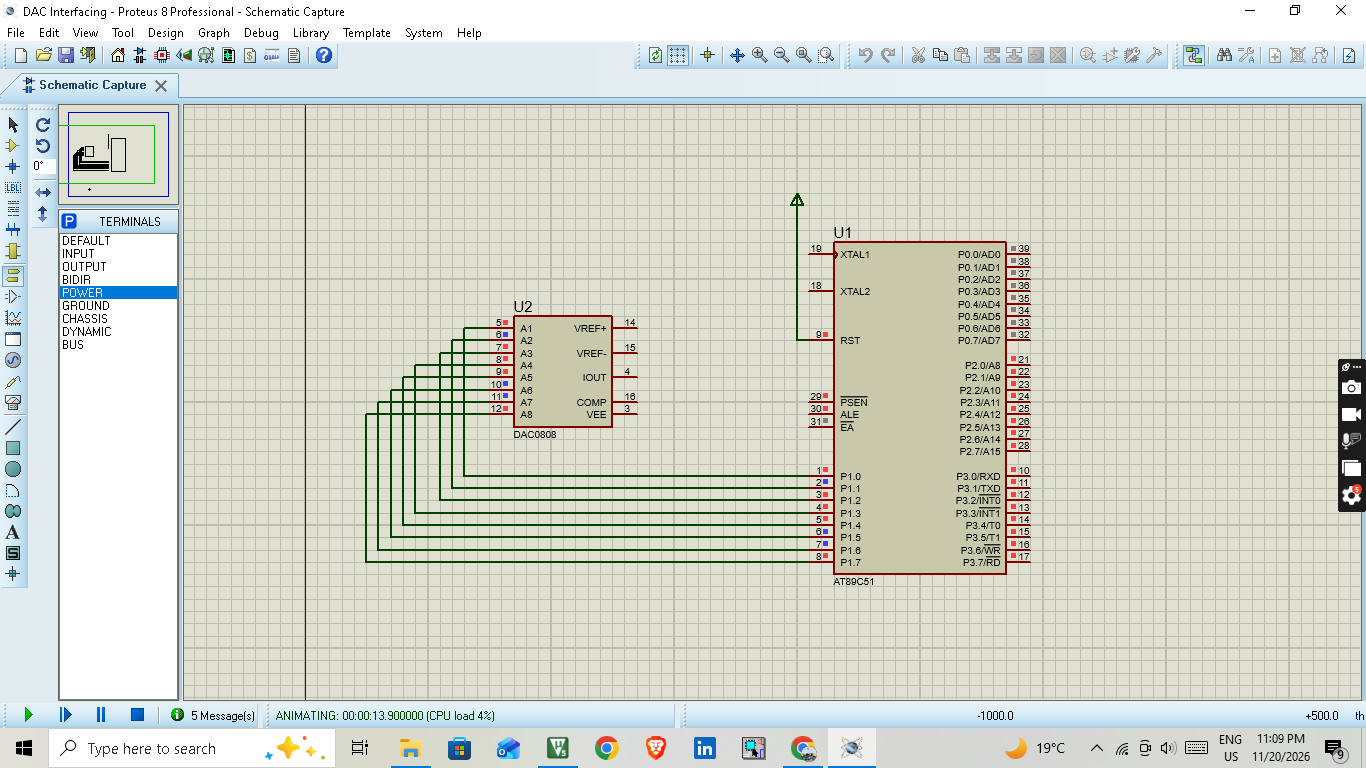 DAC Interfacing - Proteus 8 Professional - Schematic Capture
File Edit View Tool Design Graph Debug Library Template System Help
Schematic Capture
0°
LBL
P TERMINALS
DEFAULT
INPUT
OUTPUT
BIDIR
POWER
GROUND
CHASSIS
DYNAMIC
BUS
A
S
U2
5 A1 VREF+ 14
6 A2
7 A3 VREF- 15
8 A4
9 A5 IOUT 4
10 A6
11 A7 COMP 16
12 A8 VEE 3
DAC0808
U1
19 XTAL1 P0.0/AD0 39
P0.1/AD1 38
P0.2/AD2 37
18 XTAL2 P0.3/AD3 36
P0.4/AD4 35
P0.5/AD5 34
P0.6/AD6 33
9 RST P0.7/AD7 32
P2.0/A8 21
P2.1/A9 22
P2.2/A10 23
29 PSEN P2.3/A11 24
30 ALE P2.4/A12 25
31 EA P2.5/A13 26
P2.6/A14 27
P2.7/A15 28
1 P1.0 P3.0/RXD 10
2 P1.1 P3.1/TXD 11
3 P1.2 P3.2/INT0 12
4 P1.3 P3.3/INT1 13
5 P1.4 P3.4/T0 14
6 P1.5 P3.5/T1 15
7 P1.6 P3.6/WR 16
8 P1.7 P3.7/RD 17
AT89C51
5 Message(s) ANIMATING: 00:00:13.900000 (CPU load 4%) -1000.0 +500.0 th
Type here to search
19°C
ENG
US
11:09 PM
11/20/2026
9